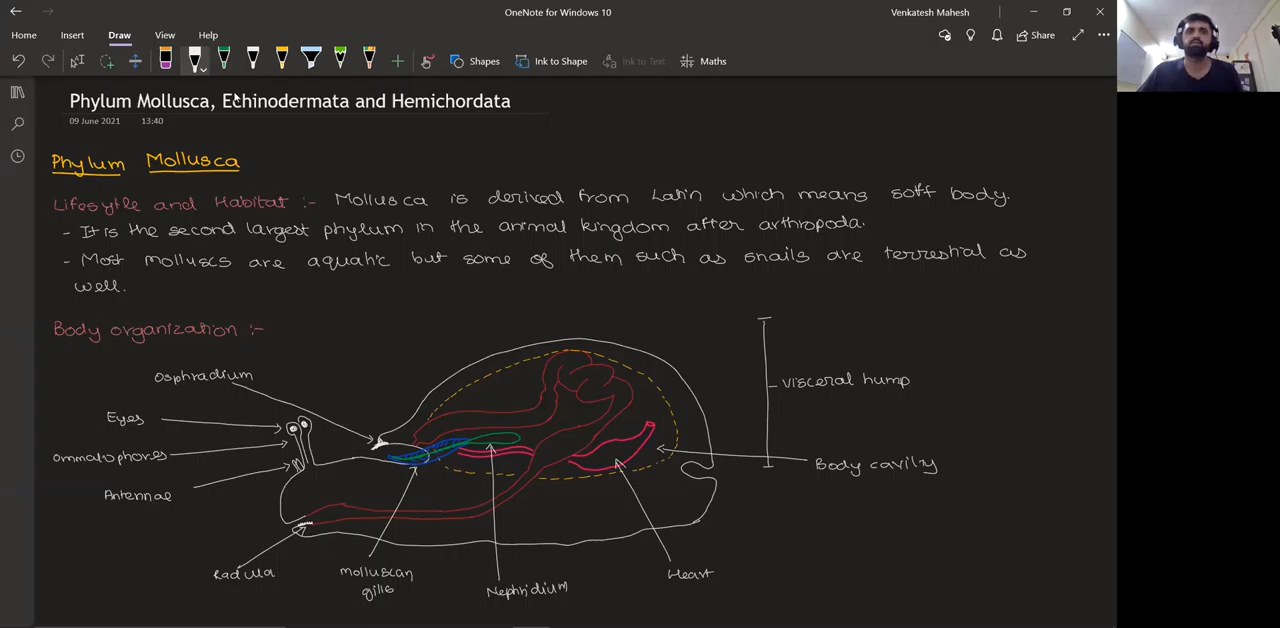 OneNote for Windows 10
Venkatesh Mahesh
Home Insert Draw View Help
Share
Shapes Ink to Shape Ink to Text Maths
Phylum Mollusca, Echinodermata and Hemichordata
09 June 2021 13:40
Phylum Mollusca
Lifesytle and Habitat :- Mollusca is derived from Latin which means soft body.
- It is the second largest phylum in the animal kingdom after arthropoda.
- Most molluscs are aquatic but some of them such as snails are terrestrial as
well.
Body organization :-
Osphradium
Eyes
ommatophores
Antennae
Radula
Molluscan
gills
Nephridium
Heart
Body cavity
visceral hump